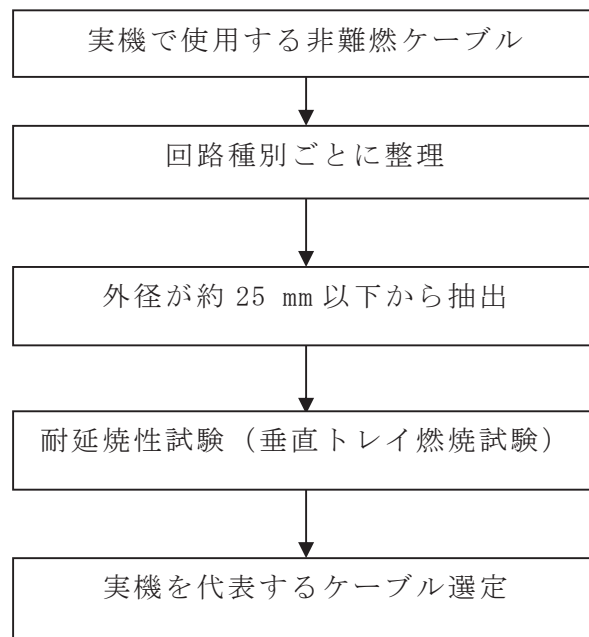 実機で使用する非難燃ケーブル
回路種別ごとに整理
外径が約 25 mm 以下から抽出
耐延焼性試験（垂直トレイ燃焼試験）
実機を代表するケーブル選定